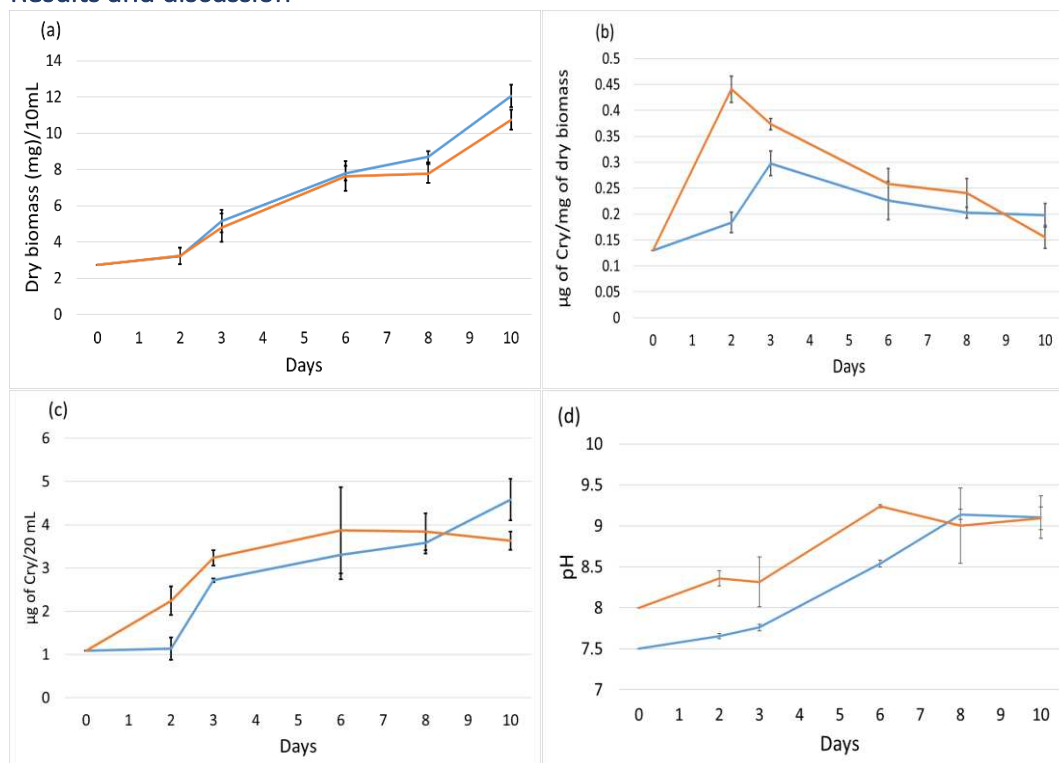 Results and discussion
(a)
Dry biomass (mg)/10mL
14
12
10
8
6
4
2
0
0 1 2 3 4 5 6 7 8 9 10
Days
(b)
µg of Cry/mg of dry biomass
0.5
0.45
0.4
0.35
0.3
0.25
0.2
0.15
0.1
0.05
0
0 1 2 3 4 5 6 7 8 9 10
Days
(c)
µg of Cry/20 mL
6
5
4
3
2
1
0
0 1 2 3 4 5 6 7 8 9 10
Days
(d)
pH
10
9.5
9
8.5
8
7.5
7
0 1 2 3 4 5 6 7 8 9 10
Days